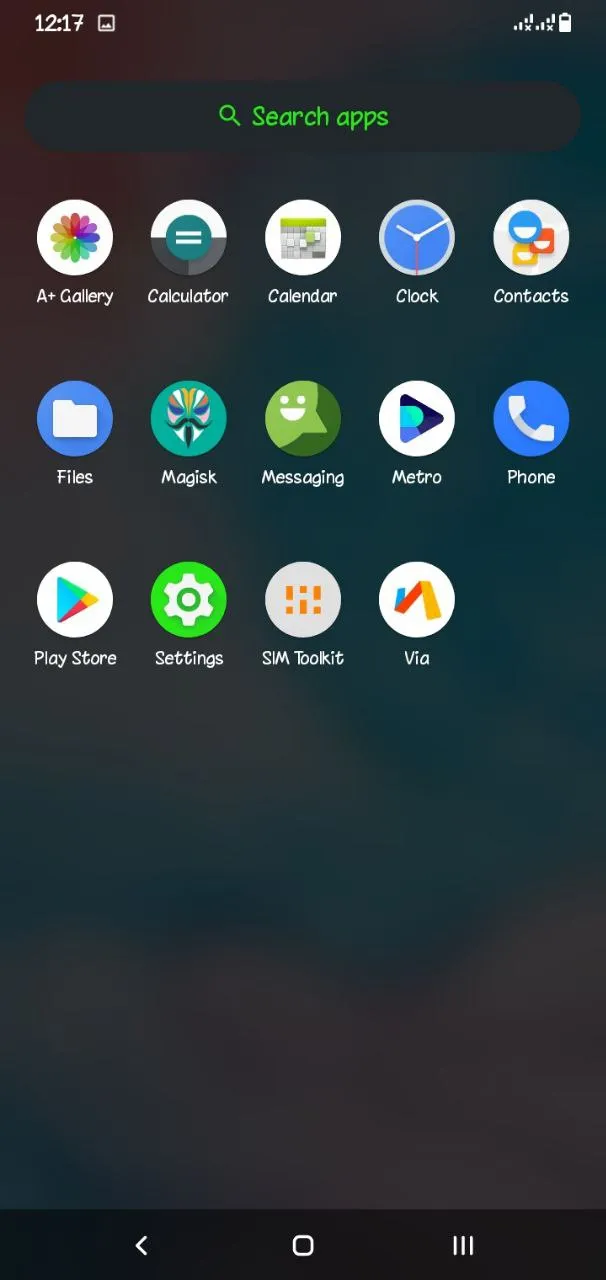 12:17
Search apps
A+ Gallery Calculator Calendar Clock Contacts
Files Magisk Messaging Metro Phone
Play Store Settings SIM Toolkit Via